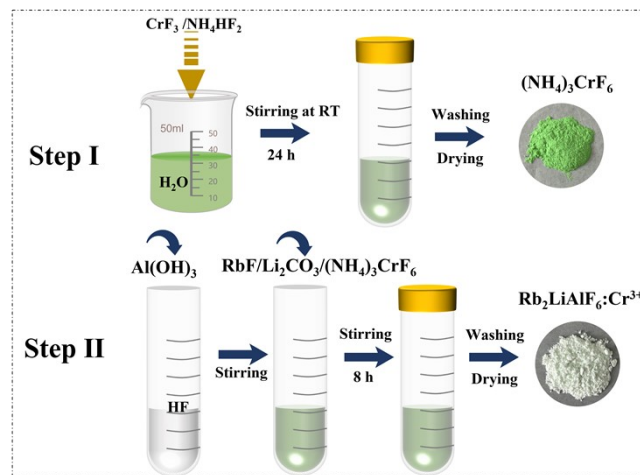 CrF₃ /NH₄HF₂
50ml
50
40
30
20
10
H₂O
Step I
Stirring at RT
24 h
Washing
Drying
(NH₄)₃CrF₆
Al(OH)₃
RbF/Li₂CO₃/(NH₄)₃CrF₆
Rb₂LiAlF₆:Cr³⁺
Step II
HF
Stirring
Stirring
8 h
Washing
Drying